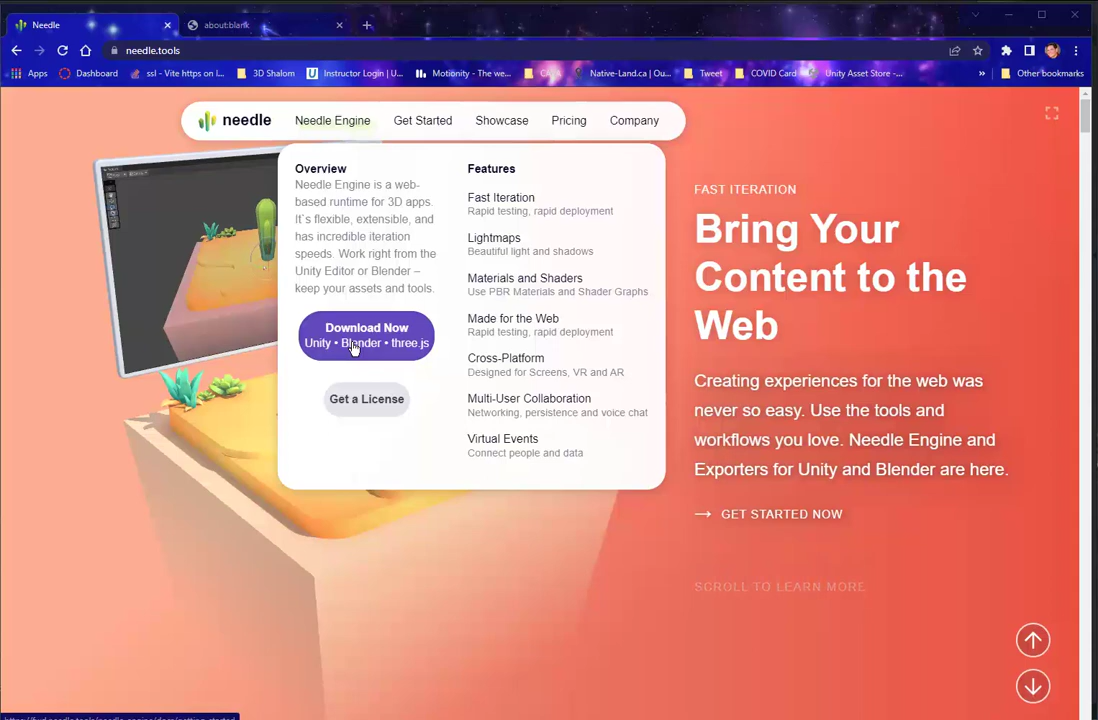 Needle
about:blank
needle.tools
Apps
Dashboard
ssl - Vite https on l...
3D Shalom
Instructor Login | U...
Motionity - The we...
Native-Land.ca | Ou...
Tweet
COVID Card
Unity Asset Store -...
»
Other bookmarks
needle
Needle Engine
Get Started
Showcase
Pricing
Company
Overview
Needle Engine is a web-
based runtime for 3D apps.
It`s flexible, extensible, and
has incredible iteration
speeds. Work right from the
Unity Editor or Blender –
keep your assets and tools.
Download Now
Unity • Blender • three.js
Get a License
Features
Fast Iteration
Rapid testing, rapid deployment
Lightmaps
Beautiful light and shadows
Materials and Shaders
Use PBR Materials and Shader Graphs
Made for the Web
Rapid testing, rapid deployment
Cross-Platform
Designed for Screens, VR and AR
Multi-User Collaboration
Networking, persistence and voice chat
Virtual Events
Connect people and data
FAST ITERATION
Bring Your
Content to the
Web
Creating experiences for the web was
never so easy. Use the tools and
workflows you love. Needle Engine and
Exporters for Unity and Blender are here.
→ GET STARTED NOW
SCROLL TO LEARN MORE